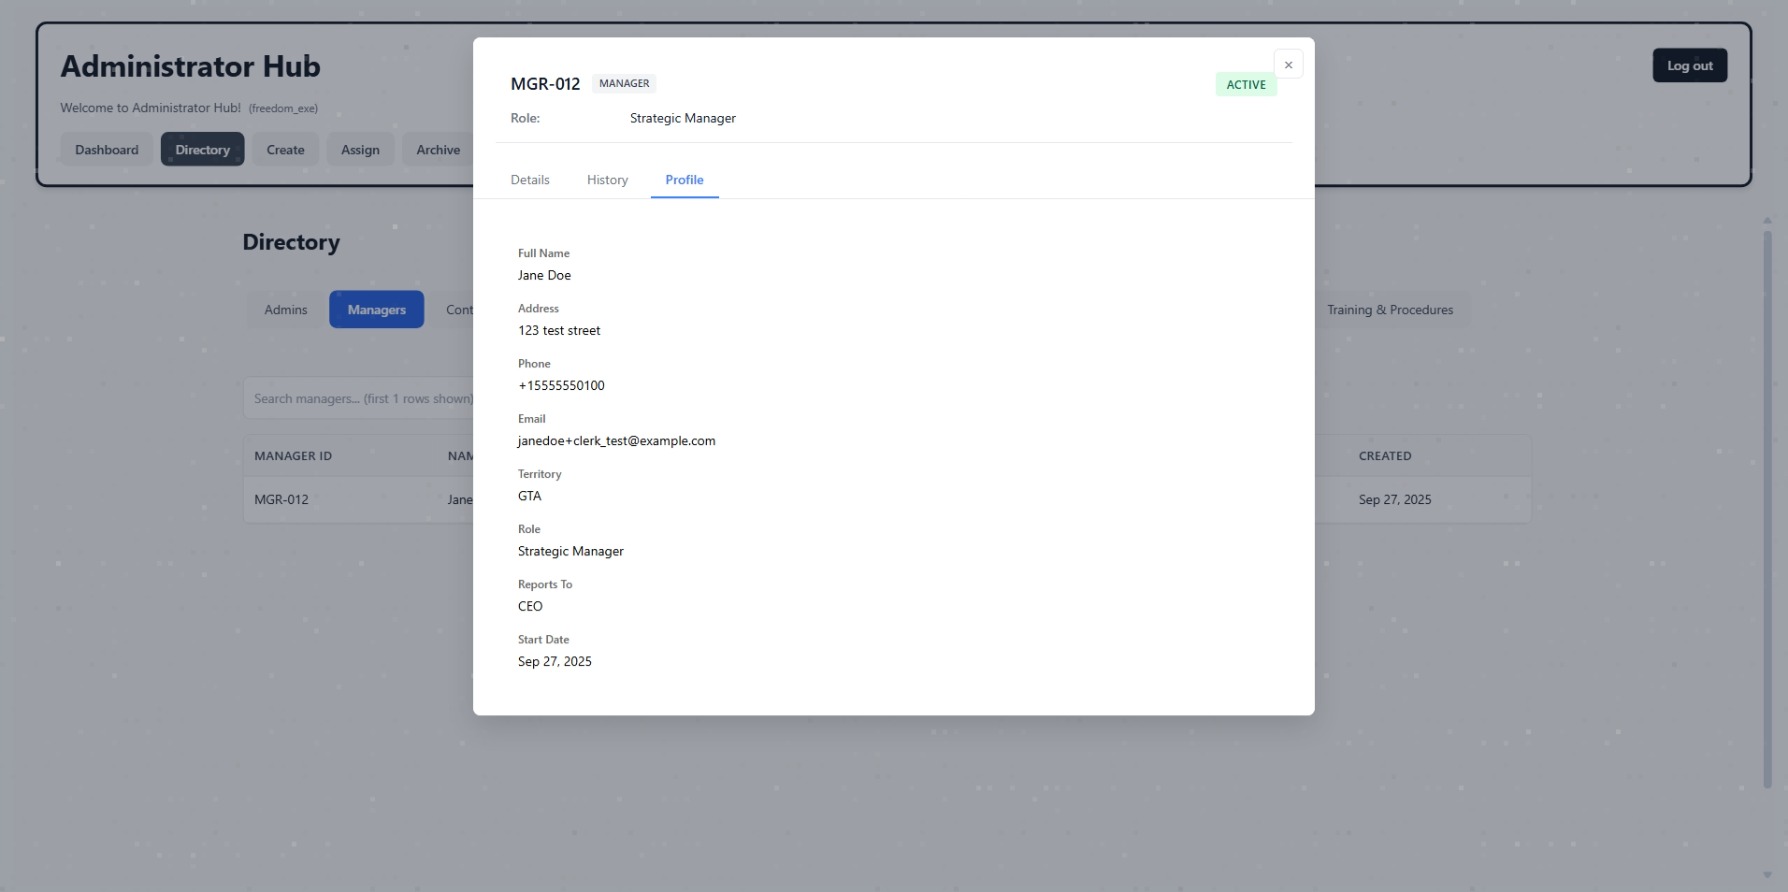 Administrator Hub
Welcome to Administrator Hub! (freedom_exe)
Log out
Dashboard Directory Create Assign Archive
MGR-012 MANAGER
×
ACTIVE
Role: Strategic Manager
Details History Profile
Full Name
Jane Doe
Address
123 test street
Phone
+15555550100
Email
janedoe+clerk_test@example.com
Territory
GTA
Role
Strategic Manager
Reports To
CEO
Start Date
Sep 27, 2025
Directory
Admins Managers Cont Training & Procedures
Search managers... (first 1 rows shown)
MANAGER ID NAM CREATED
MGR-012 Jane Sep 27, 2025